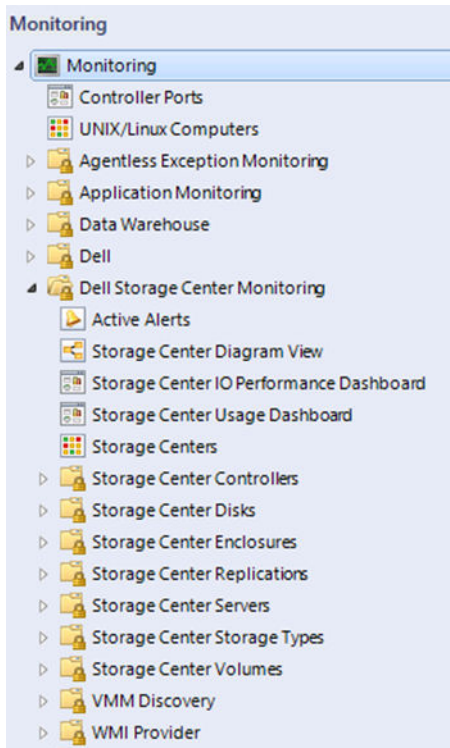 Monitoring
Monitoring
Controller Ports
UNIX/Linux Computers
Agentless Exception Monitoring
Application Monitoring
Data Warehouse
Dell
Dell Storage Center Monitoring
Active Alerts
Storage Center Diagram View
Storage Center IO Performance Dashboard
Storage Center Usage Dashboard
Storage Centers
Storage Center Controllers
Storage Center Disks
Storage Center Enclosures
Storage Center Replications
Storage Center Servers
Storage Center Storage Types
Storage Center Volumes
VMM Discovery
WMI Provider